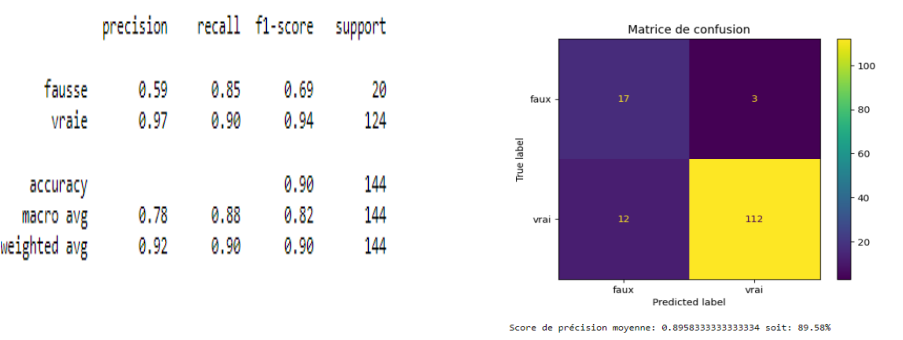 precision recall f1-score support
fausse 0.59 0.85 0.69 20
vraie 0.97 0.90 0.94 124
accuracy 0.90 144
macro avg 0.78 0.88 0.82 144
weighted avg 0.92 0.90 0.90 144
Matrice de confusion
faux 17 3
vrai 12 112
faux vrai
True label
Predicted label
100
80
60
40
20
Score de précision moyenne: 0.8958333333333334 soit: 89.58%